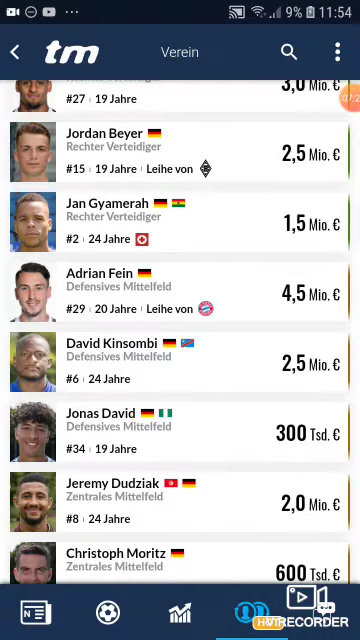 9% 11:54
tm Verein
3,0 Mio. €
#27 19 Jahre
07:2
Jordan Beyer
Rechter Verteidiger
2,5 Mio. €
#15 19 Jahre Leihe von
Jan Gyamerah
Rechter Verteidiger
1,5 Mio. €
#2 24 Jahre
Adrian Fein
Defensives Mittelfeld
4,5 Mio. €
#29 20 Jahre Leihe von
David Kinsombi
Defensives Mittelfeld
2,5 Mio. €
#6 24 Jahre
Jonas David
Defensives Mittelfeld
300 Tsd. €
#34 19 Jahre
Jeremy Dudziak
Zentrales Mittelfeld
2,0 Mio. €
#8 24 Jahre
Christoph Moritz
Zentrales Mittelfeld
600 Tsd. €
VIRECORDER